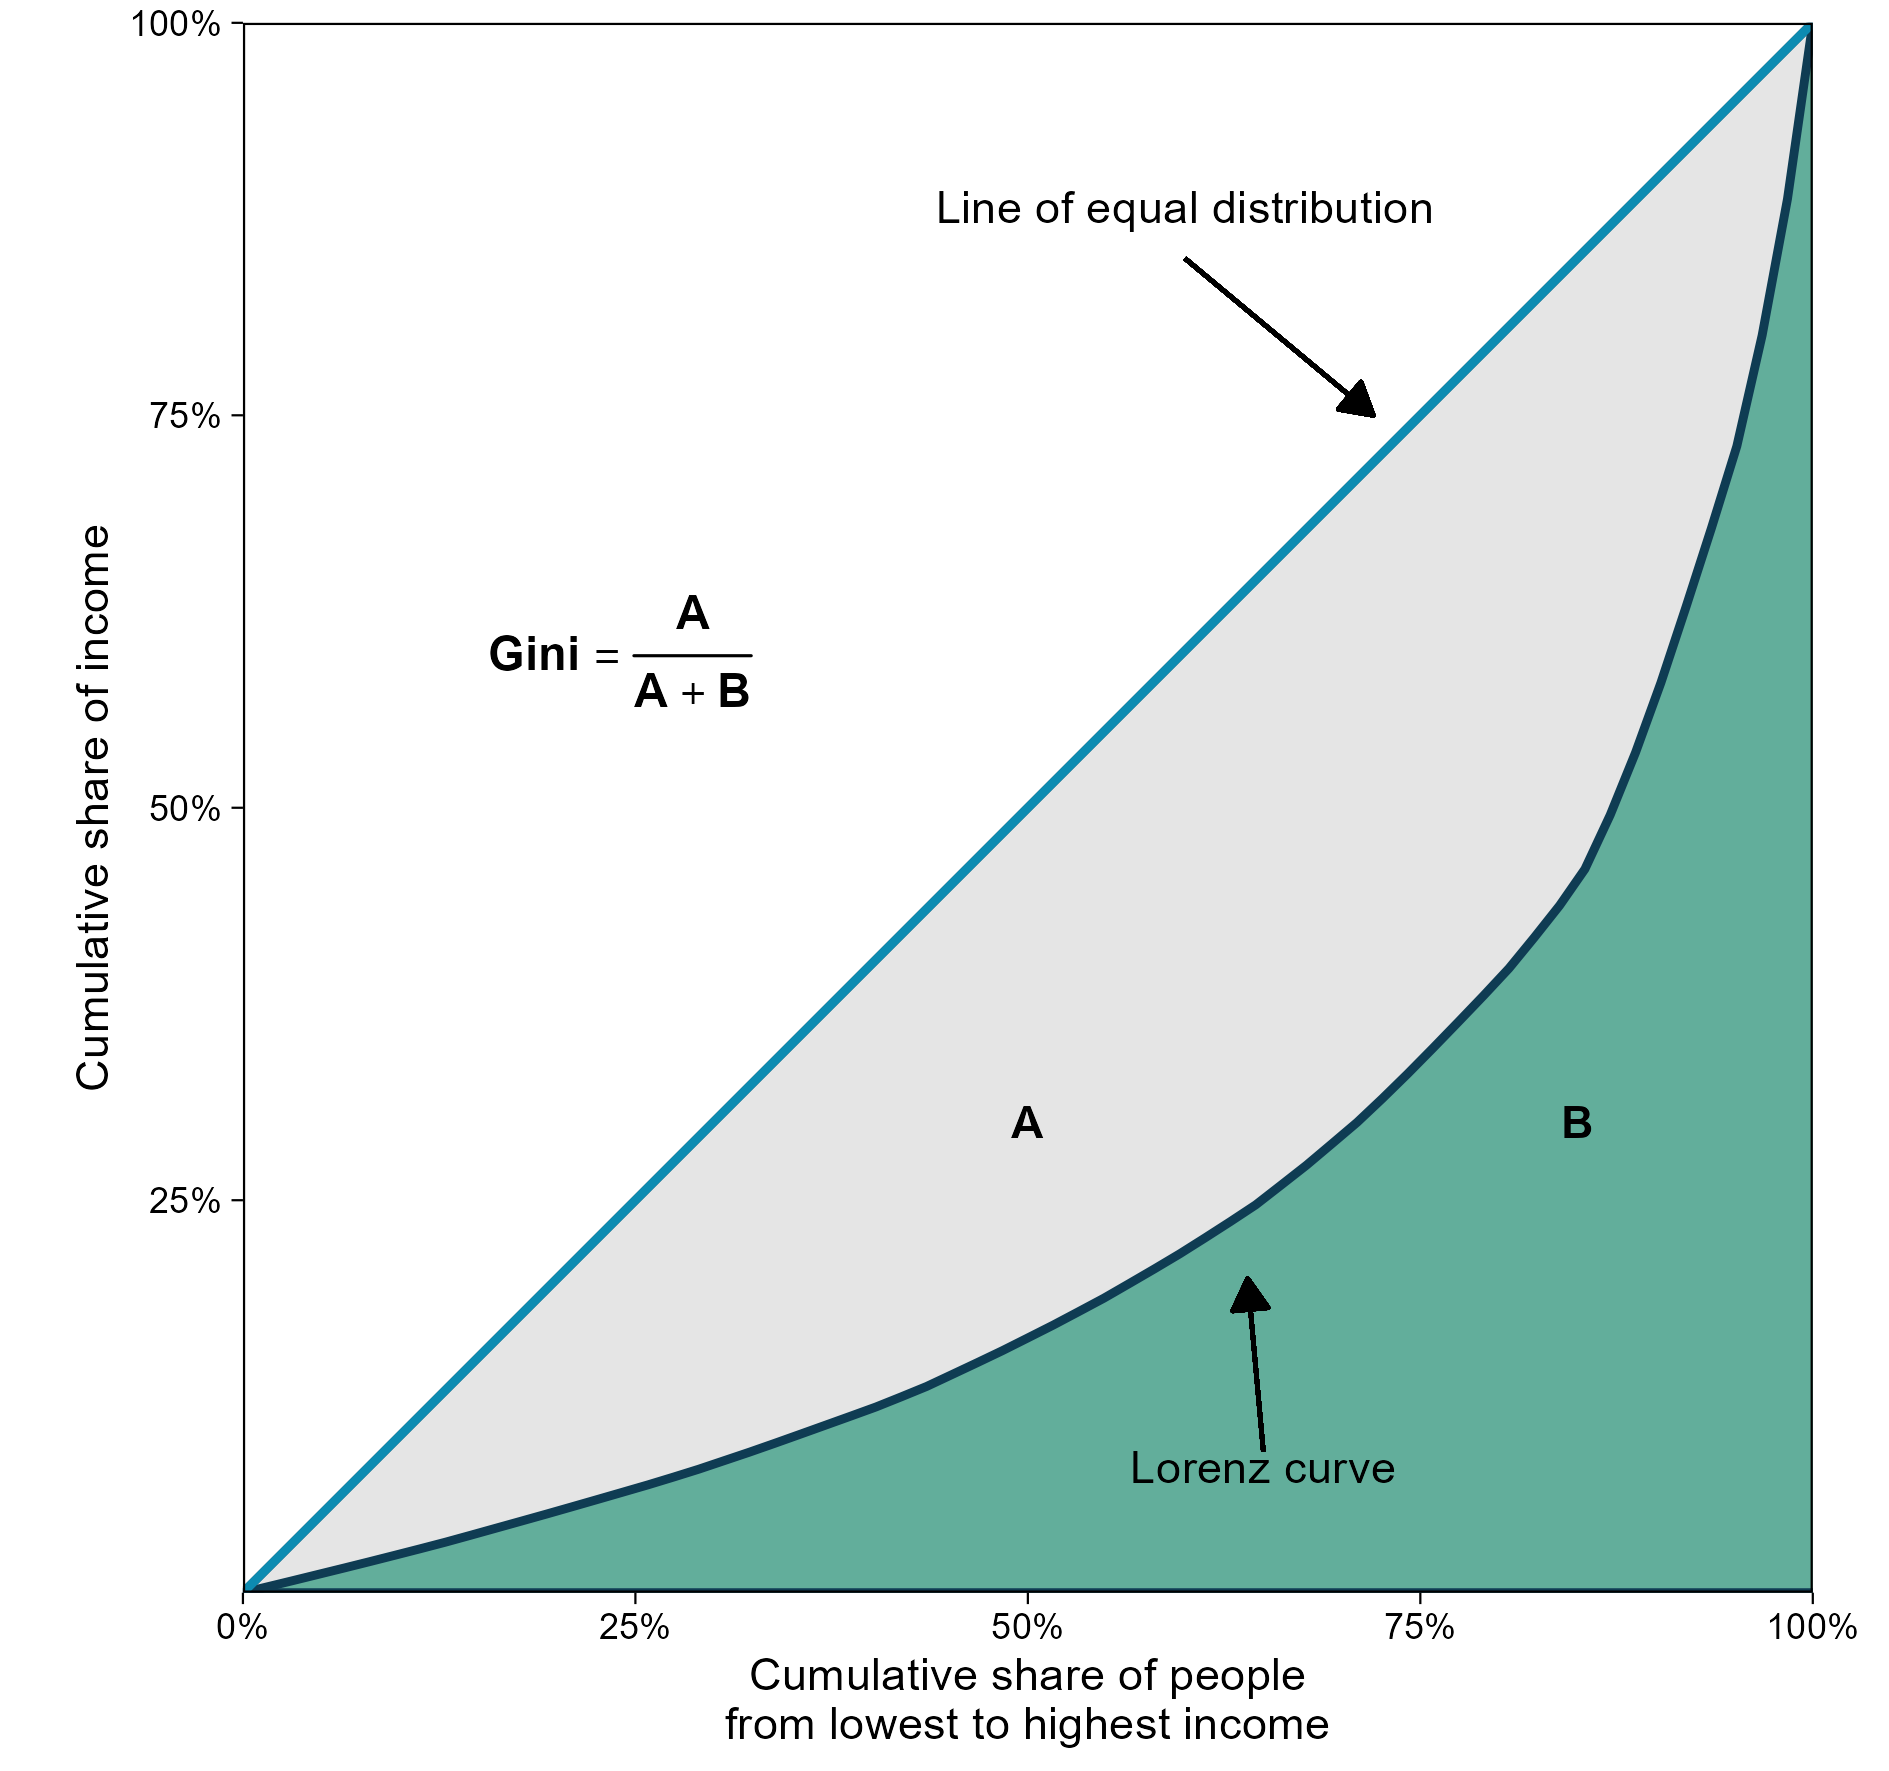 100%
Line of equal distribution
75%
A
Gini =
A + B
Cumulative share of income
50%
A
B
25%
Lorenz curve
0%
25%
50%
75%
100%
Cumulative share of people
from lowest to highest income